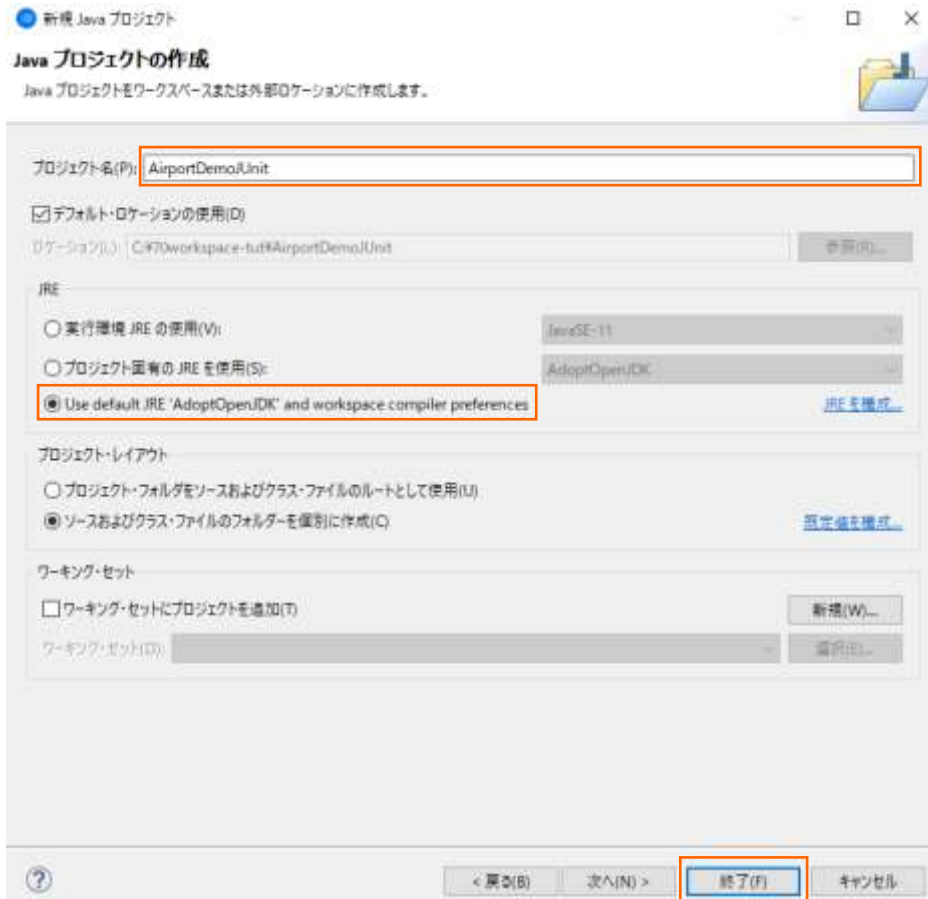 新規 Java プロジェクト
Java プロジェクトの作成
Java プロジェクトをワークスペースまたは外部ロケーションに作成します。
プロジェクト名(P): AirportDemoJUnit
デフォルト・ロケーションの使用(D)
ロケーション(L): C:¥70workspace-tut¥AirportDemoJUnit 参照(R)...
JRE
実行環境 JRE の使用(V): JavaSE-11
プロジェクト固有の JRE を使用(S): AdoptOpenJDK
Use default JRE 'AdoptOpenJDK' and workspace compiler preferences JRE を構成...
プロジェクト・レイアウト
プロジェクト・フォルダをソースおよびクラス・ファイルのルートとして使用(U)
ソースおよびクラス・ファイルのフォルダーを個別に作成(C) 既定値を構成...
ワーキング・セット
ワーキング・セットにプロジェクトを追加(T) 新規(W)...
ワーキング・セット(O): 選択(E)...
? < 戻る(B) 次へ(N) > 終了(F) キャンセル